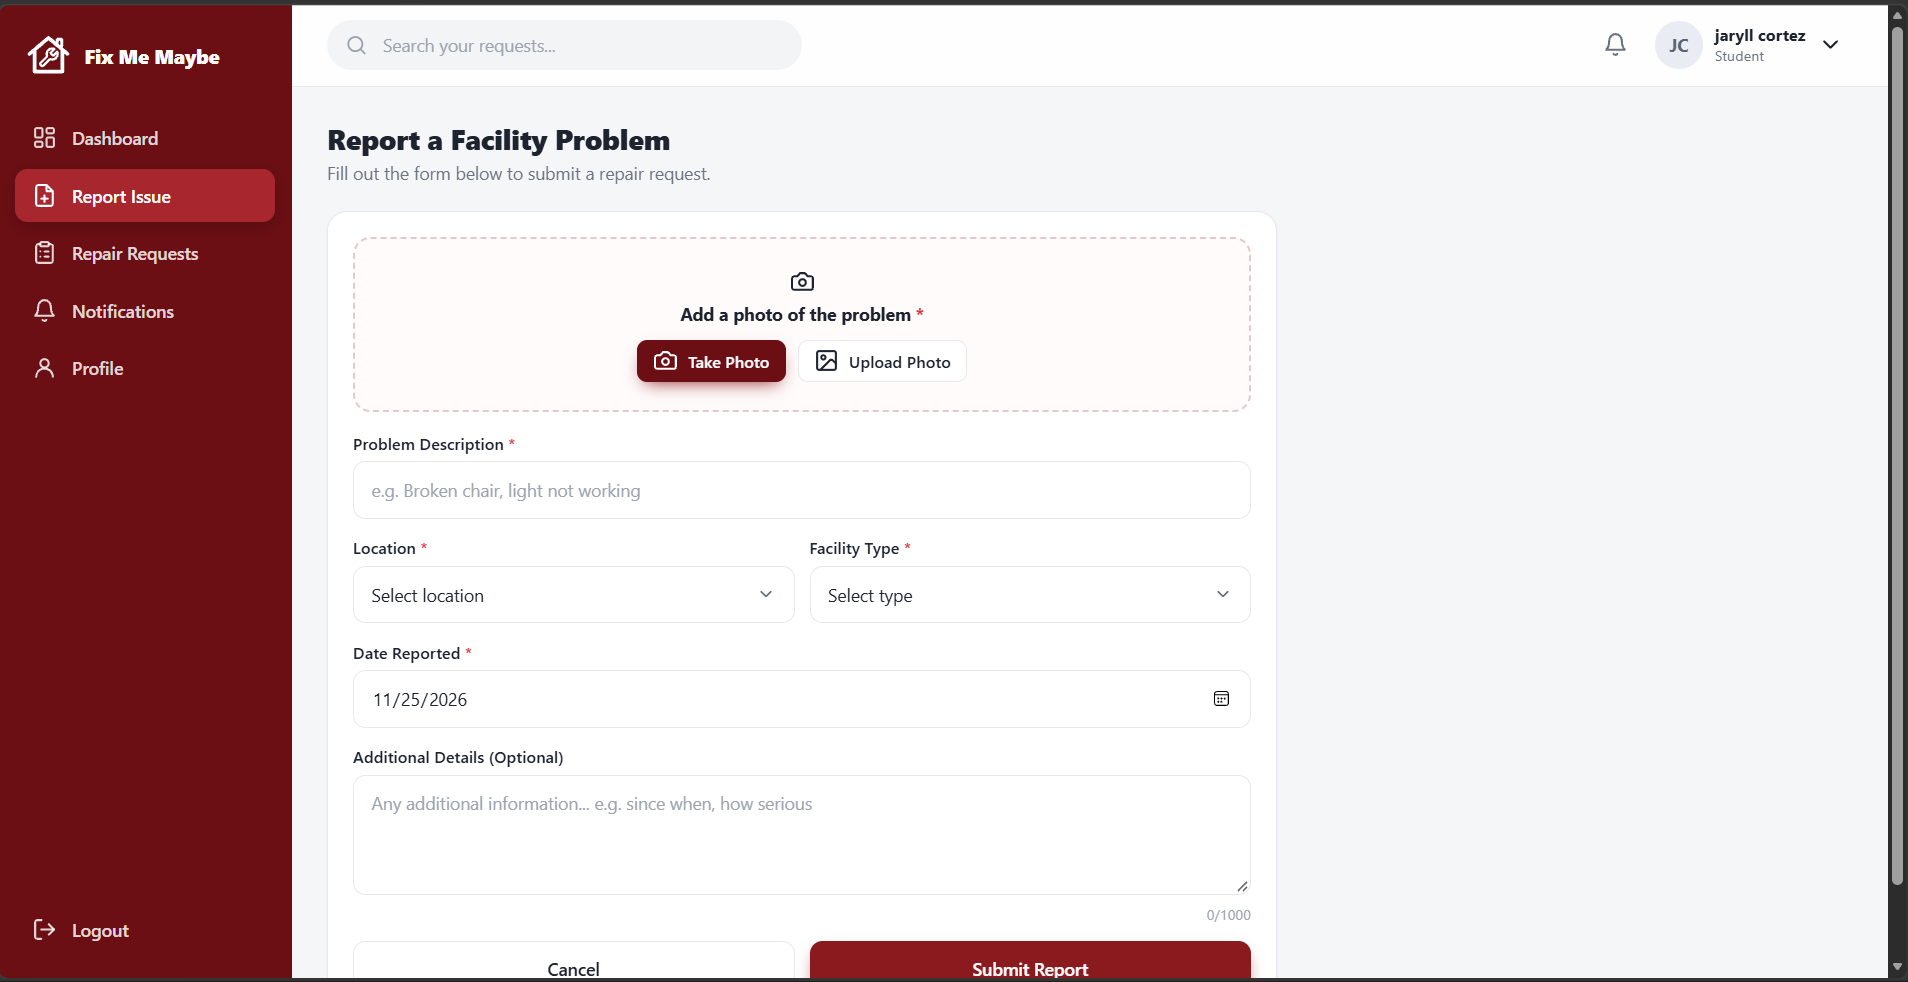 Fix Me Maybe
Dashboard
Report Issue
Repair Requests
Notifications
Profile
Logout
Search your requests...
JC
jaryll cortez
Student
Report a Facility Problem
Fill out the form below to submit a repair request.
Add a photo of the problem *
Take Photo
Upload Photo
Problem Description *
e.g. Broken chair, light not working
Location *
Facility Type *
Select location
Select type
Date Reported *
11/25/2026
Additional Details (Optional)
Any additional information... e.g. since when, how serious
0/1000
Cancel
Submit Report